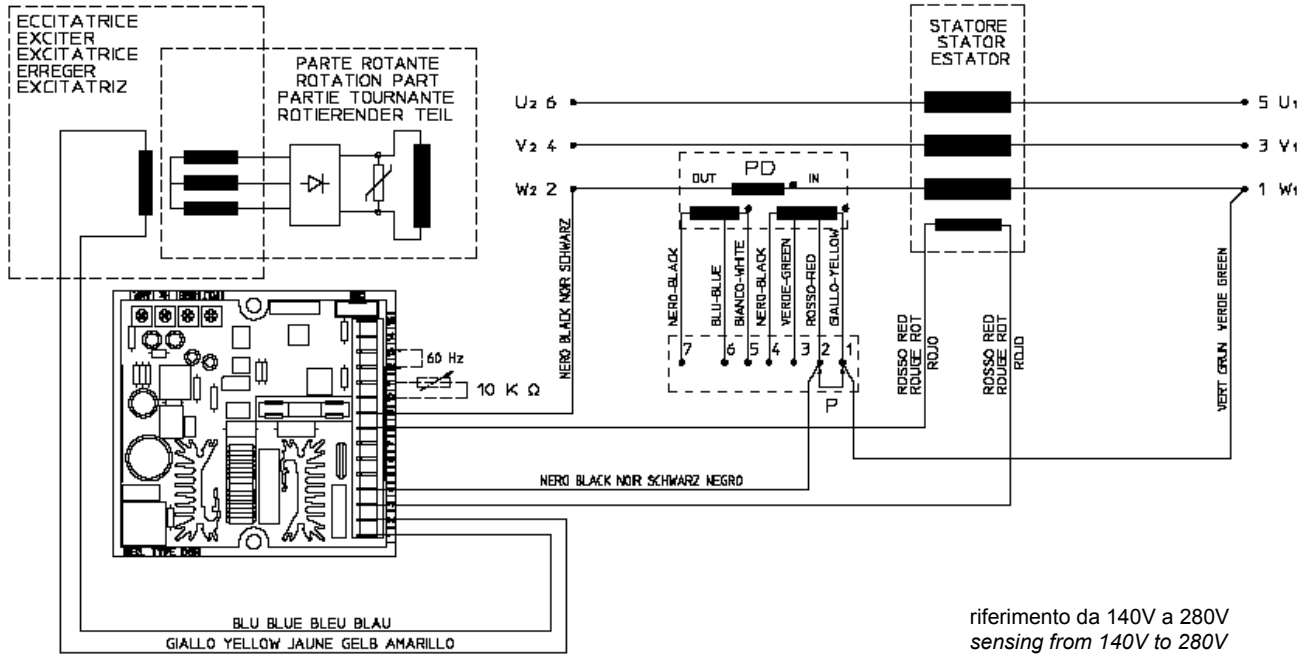 ECCITATRICE
EXCITER
EXCITATRICE
ERREGER
EXCITATRIZ
PARTE ROTANTE
ROTATION PART
PARTIE TOURNANTE
ROTIERENDER TEIL
STATORE
STATOR
ESTATOR
U2 6
5 U1
V2 4
3 V1
W2 2
1 W1
PD
OUT
IN
NERO BLACK NOIR SCHWARZ
NERO-BLACK
BLU-BLUE
BIANCO-WHITE
NERO-BLACK
VERDE-GREEN
ROSSO-RED
GIALLO-YELLOW
7 6 5 4 3 2 1
P
ROSSO RED
ROUGE ROT
ROJO
ROSSO RED
ROUGE ROT
ROJO
VERT GRUN VERDE GREEN
60 Hz
10 K Ω
NERO BLACK NOIR SCHWARZ NEGRO
BLU BLUE BLEU BLAU
GIALLO YELLOW JAUNE GELB AMARILLO
riferimento da 140V a 280V
sensing from 140V to 280V